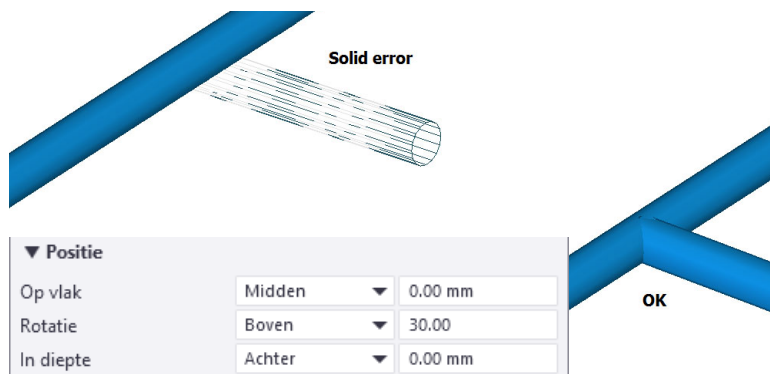 Solid error
▼ Positie
Op vlak Midden 0.00 mm
Rotatie Boven 30.00
In diepte Achter 0.00 mm
OK